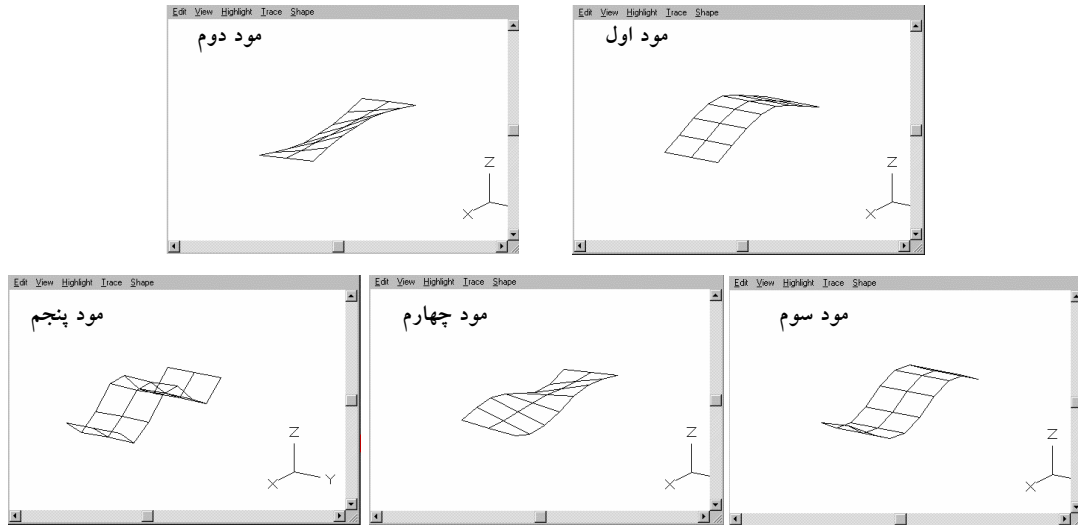 Edit View Highlight Trace Shape
مود اول
Z
X
Edit View Highlight Trace Shape
مود دوم
Z
X
Edit View Highlight Trace Shape
مود سوم
Z
X
Edit View Highlight Trace Shape
مود چهارم
Z
X
Edit View Highlight Trace Shape
مود پنجم
Z
X Y